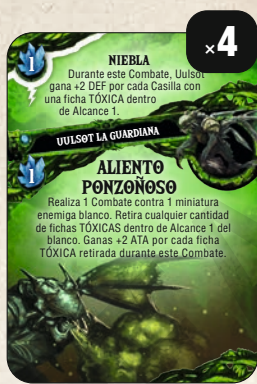 ×4
1
NIEBLA
Durante este Combate, Uulsot
gana +2 DEF por cada Casilla con
una ficha TÓXICA dentro
de Alcance 1.
UULSOT LA GUARDIANA
1
ALIENTO
PONZOÑOSO
Realiza 1 Combate contra 1 miniatura
enemiga blanco. Retira cualquier cantidad
de fichas TÓXICAS dentro de Alcance 1 del
blanco. Ganas +2 ATA por cada ficha
TÓXICA retirada durante este Combate.